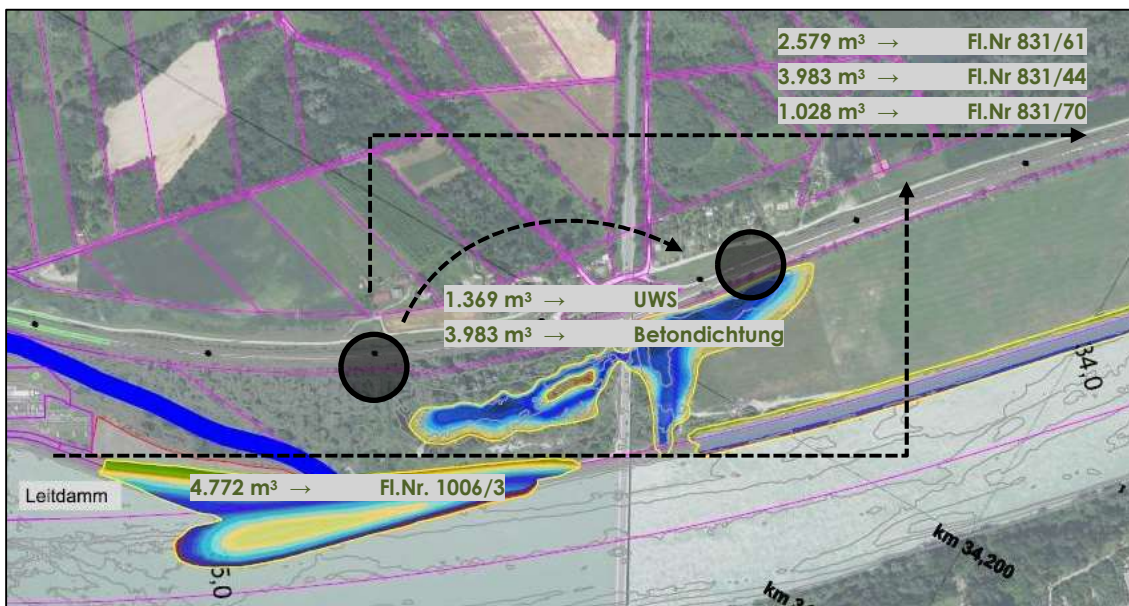 2.579 m³ → Fl.Nr 831/61
3.983 m³ → Fl.Nr 831/44
1.028 m³ → Fl.Nr 831/70
1.369 m³ → UWS
3.983 m³ → Betondichtung
34,0
4.772 m³ → Fl.Nr. 1006/3
Leitdamm
km 34,200